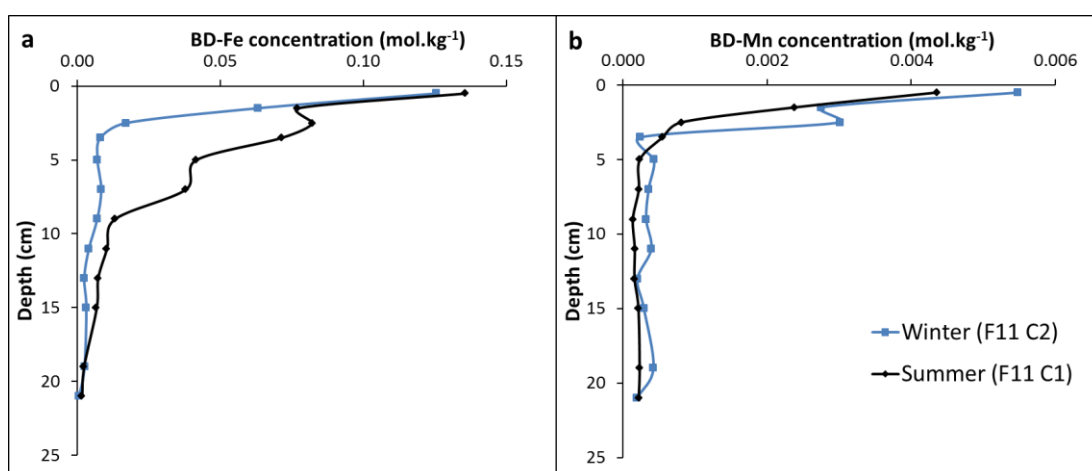 a
BD-Fe concentration (mol.kg⁻¹)
0.00 0.05 0.10 0.15
0
5
10
15
20
25
Depth (cm)
b
BD-Mn concentration (mol.kg⁻¹)
0.000 0.002 0.004 0.006
0
5
10
15
20
25
Depth (cm)
Winter (F11 C2)
Summer (F11 C1)